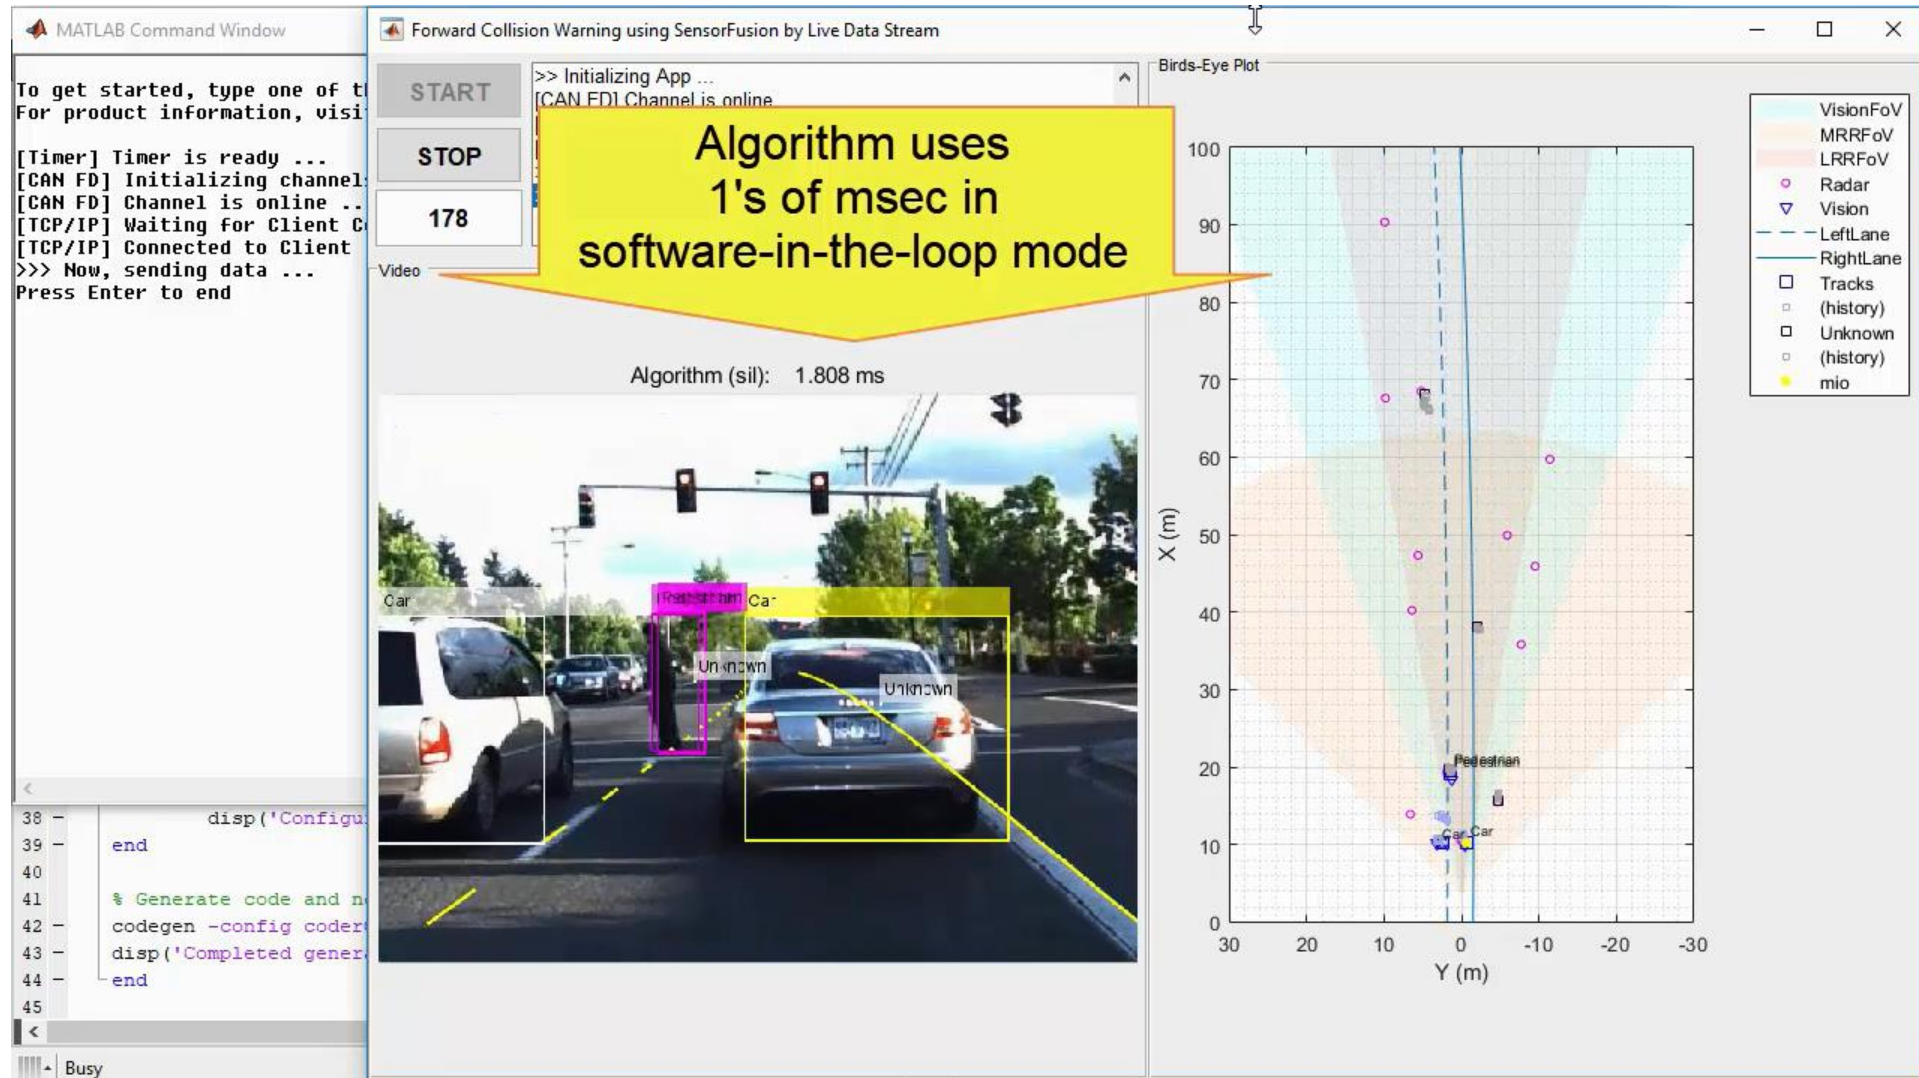 MATLAB Command Window
To get started, type one of t
For product information, visi
[Timer] Timer is ready ...
[CAN FD] Initializing channel
[CAN FD] Channel is online ..
[TCP/IP] Waiting for Client C
[TCP/IP] Connected to Client
>>> Now, sending data ...
Press Enter to end
38 - disp('Configu
39 - end
40
41 % Generate code and n
42 - codegen -config coder
43 - disp('Completed gener
44 - end
45
Busy
Forward Collision Warning using SensorFusion by Live Data Stream
START
STOP
178
>> Initializing App ...
[CAN FD] Channel is online
Algorithm uses
1's of msec in
software-in-the-loop mode
Video
Algorithm (sil): 1.808 ms
Car
Car
Unknown
Unknown
Birds-Eye Plot
100
90
80
70
60
50
40
30
20
10
0
X (m)
Pedestrian
Car
Car
30 20 10 0 -10 -20 -30
Y (m)
VisionFoV
MRRFoV
LRRFoV
Radar
Vision
LeftLane
RightLane
Tracks
(history)
Unknown
(history)
mio